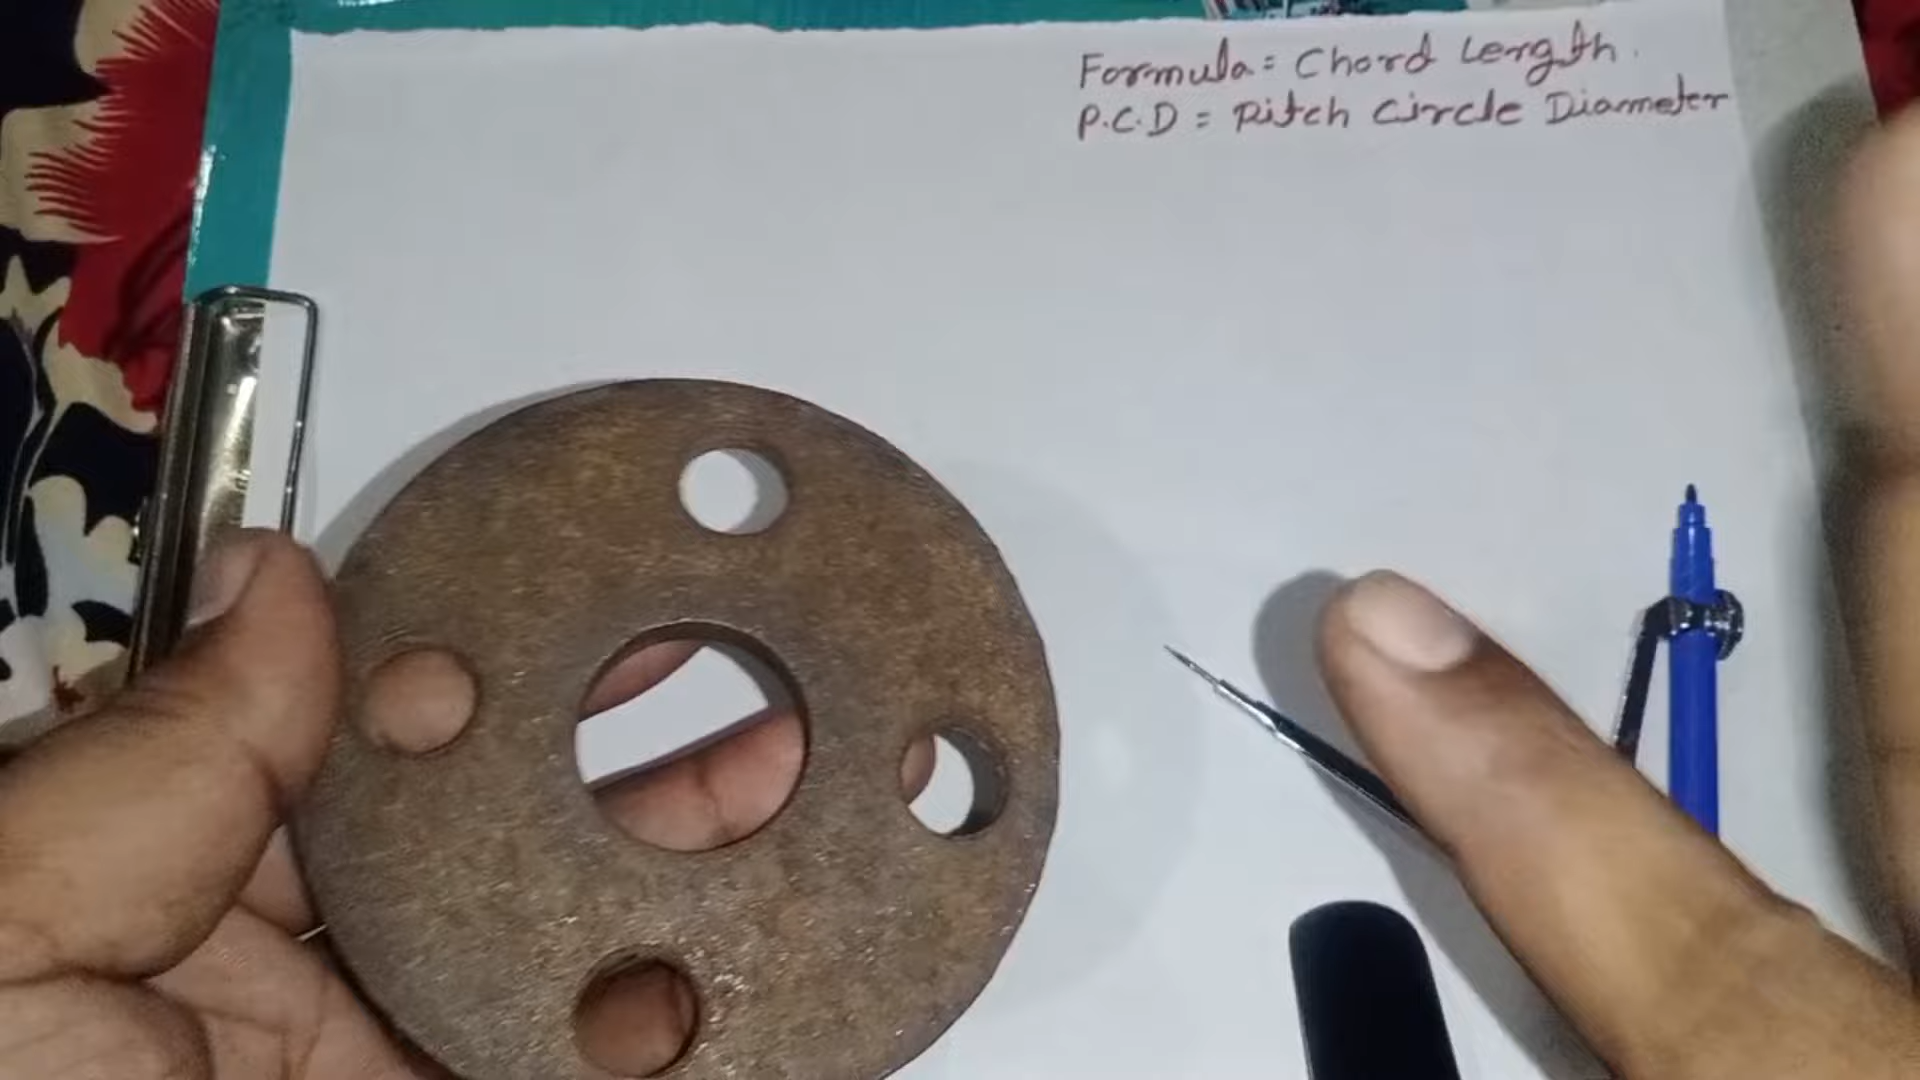 Formula = Chord Length.
P.C.D = Pitch Circle Diameter